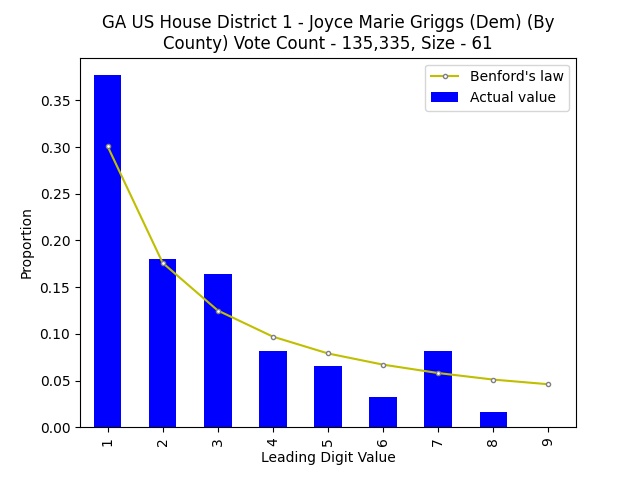 GA US House District 1 - Joyce Marie Griggs (Dem) (By
County) Vote Count - 135,335, Size - 61
Benford's law
Actual value
0.35
0.30
0.25
0.20
0.15
0.10
0.05
0.00
Proportion
1 2 3 4 5 6 7 8 9
Leading Digit Value